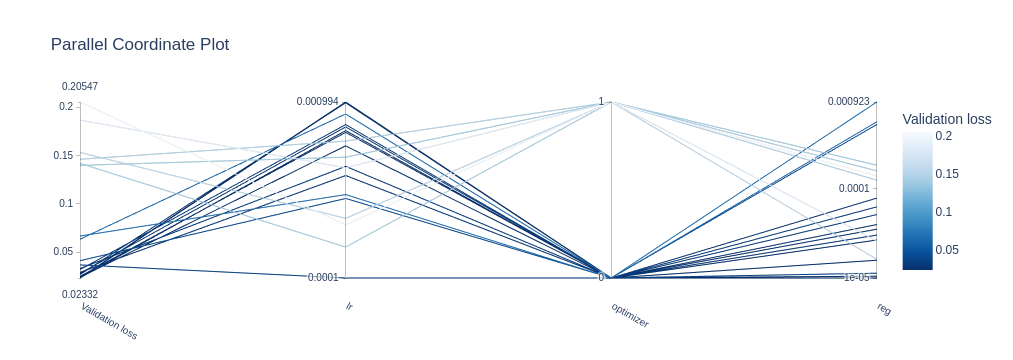 Parallel Coordinate Plot
0.20547
0.2
0.15
0.1
0.05
0.02332
Validation loss
0.000994
0.0001
lr
1
0
optimizer
0.000923
0.0001
1e-05
reg
Validation loss
0.2
0.15
0.1
0.05